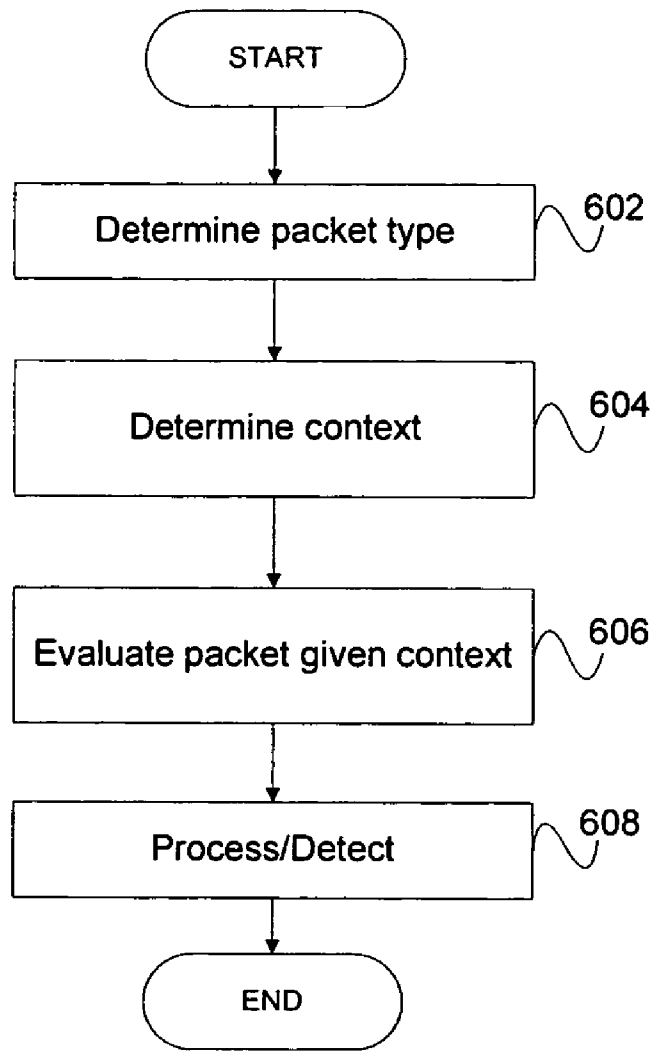 START
Determine packet type
602
Determine context
604
Evaluate packet given context
606
Process/Detect
608
END